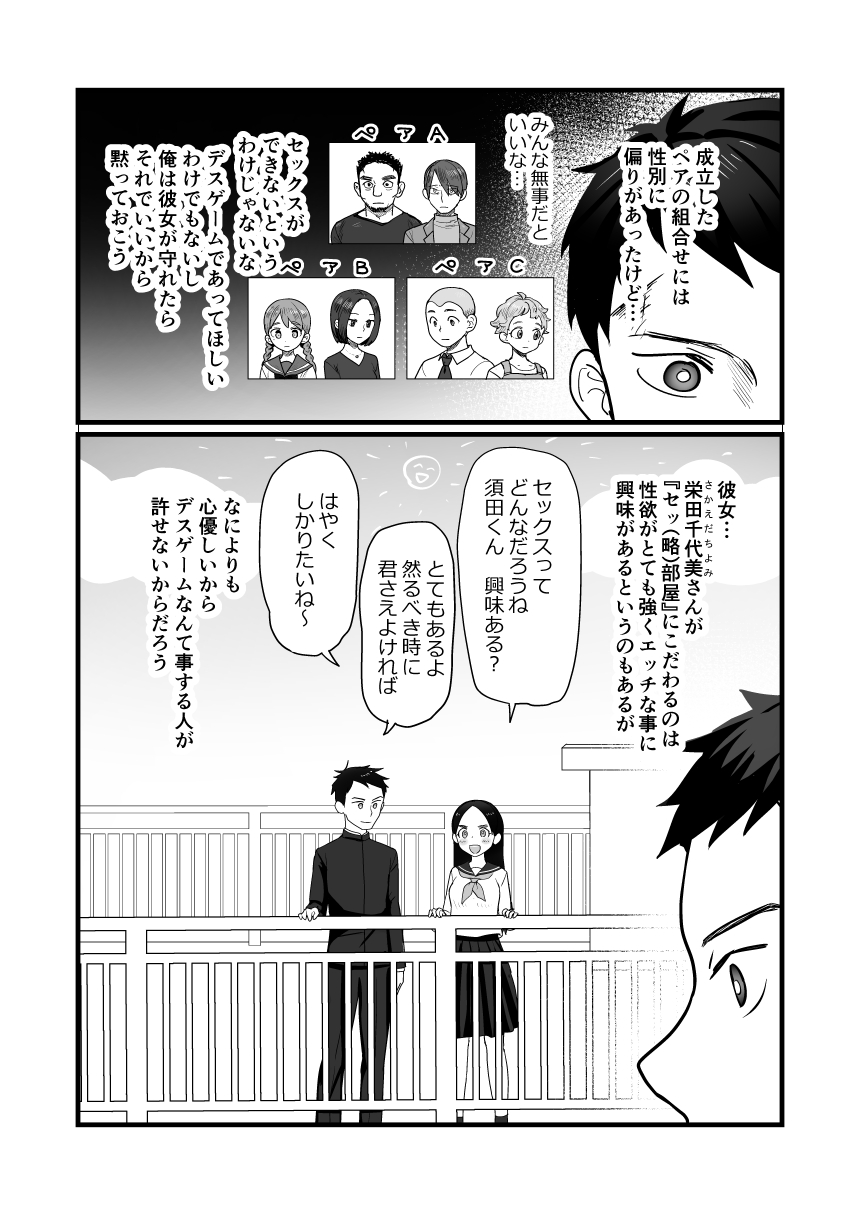 成立した
ペアの組合せには
性別に
偏りがあったけど…
みんな無事だと
いいな…
ペアA
ペアB
ペアC
セックスが
できないという
わけじゃないな
デスゲームであってほしい
わけでもないし
俺は彼女が守れたら
それでいいから
黙っておこう
彼女…
栄田千代美さんが
さかえだちよみ
『セッ(略)部屋』にこだわるのは
性欲がとても強くエッチな事に
興味があるというのもあるが
セックスって
どんなだろうね
須田くん 興味ある?
とてもあるよ
然るべき時に
君さえよければ
はやく
しかりたいね~
なによりも
心優しいから
デスゲームなんて事する人が
許せないからだろう